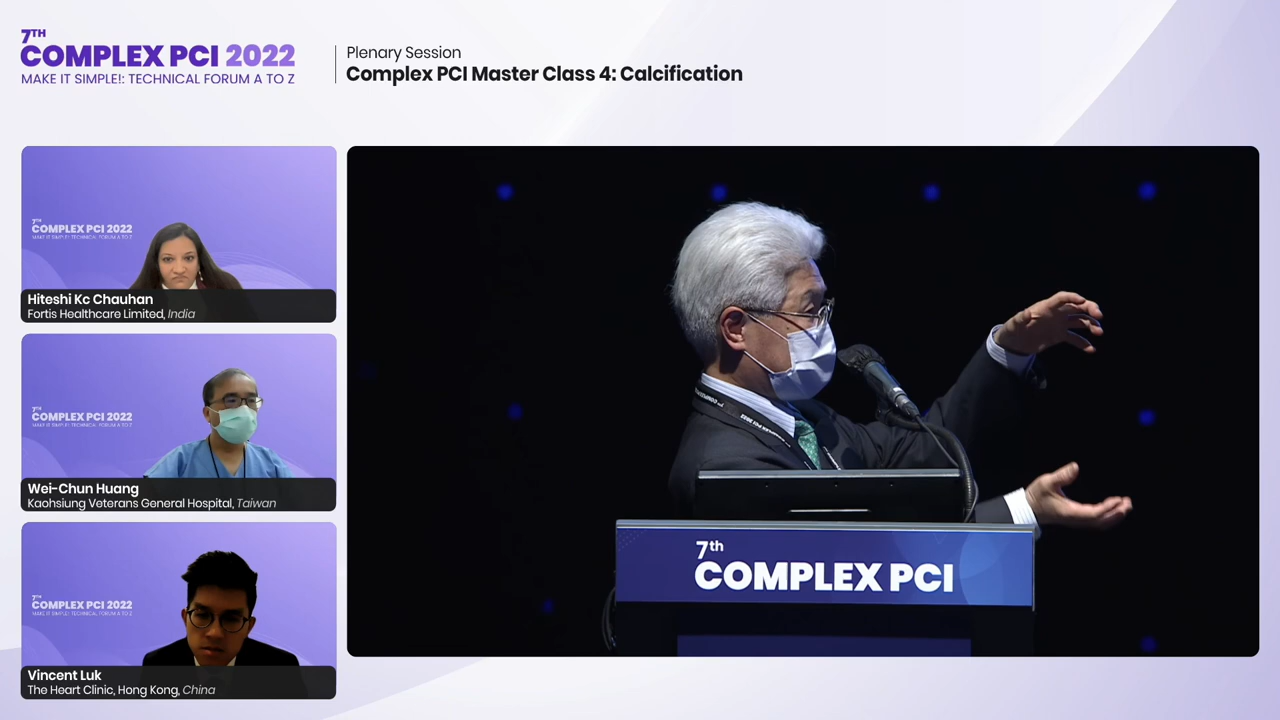 7TH
COMPLEX PCI 2022
MAKE IT SIMPLE!: TECHNICAL FORUM A TO Z
Plenary Session
Complex PCI Master Class 4: Calcification
7TH
COMPLEX PCI 2022
MAKE IT SIMPLE!: TECHNICAL FORUM A TO Z
Hiteshi Kc Chauhan
Fortis Healthcare Limited, India
7TH
COMPLEX PCI 2022
MAKE IT SIMPLE!: TECHNICAL FORUM A TO Z
Wei-Chun Huang
Kaohsiung Veterans General Hospital, Taiwan
7TH
COMPLEX PCI 2022
MAKE IT SIMPLE!: TECHNICAL FORUM A TO Z
Vincent Luk
The Heart Clinic, Hong Kong, China
7th
COMPLEX PCI